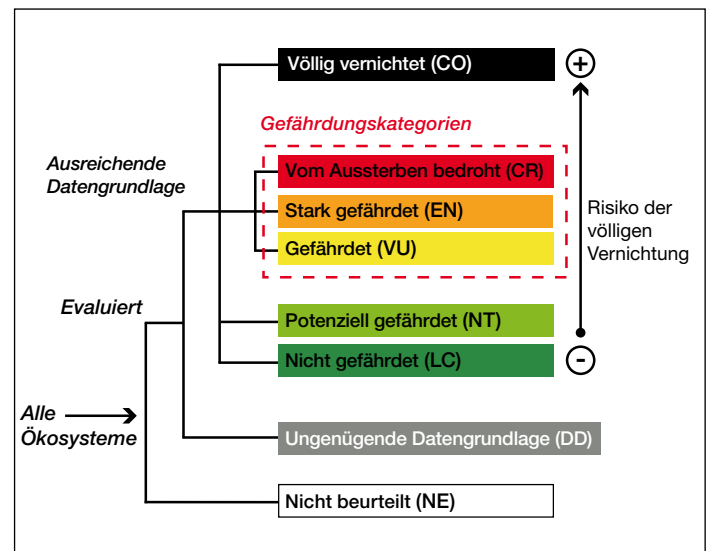 Völlig vernichtet (CO)
+
Gefährdungskategorien
Ausreichende
Datengrundlage
Vom Aussterben bedroht (CR)
Stark gefährdet (EN)
Gefährdet (VU)
Risiko der
völligen
Vernichtung
Evaluiert
Potenziell gefährdet (NT)
Nicht gefährdet (LC)
-
Alle
Ökosysteme
Ungenügende Datengrundlage (DD)
Nicht beurteilt (NE)